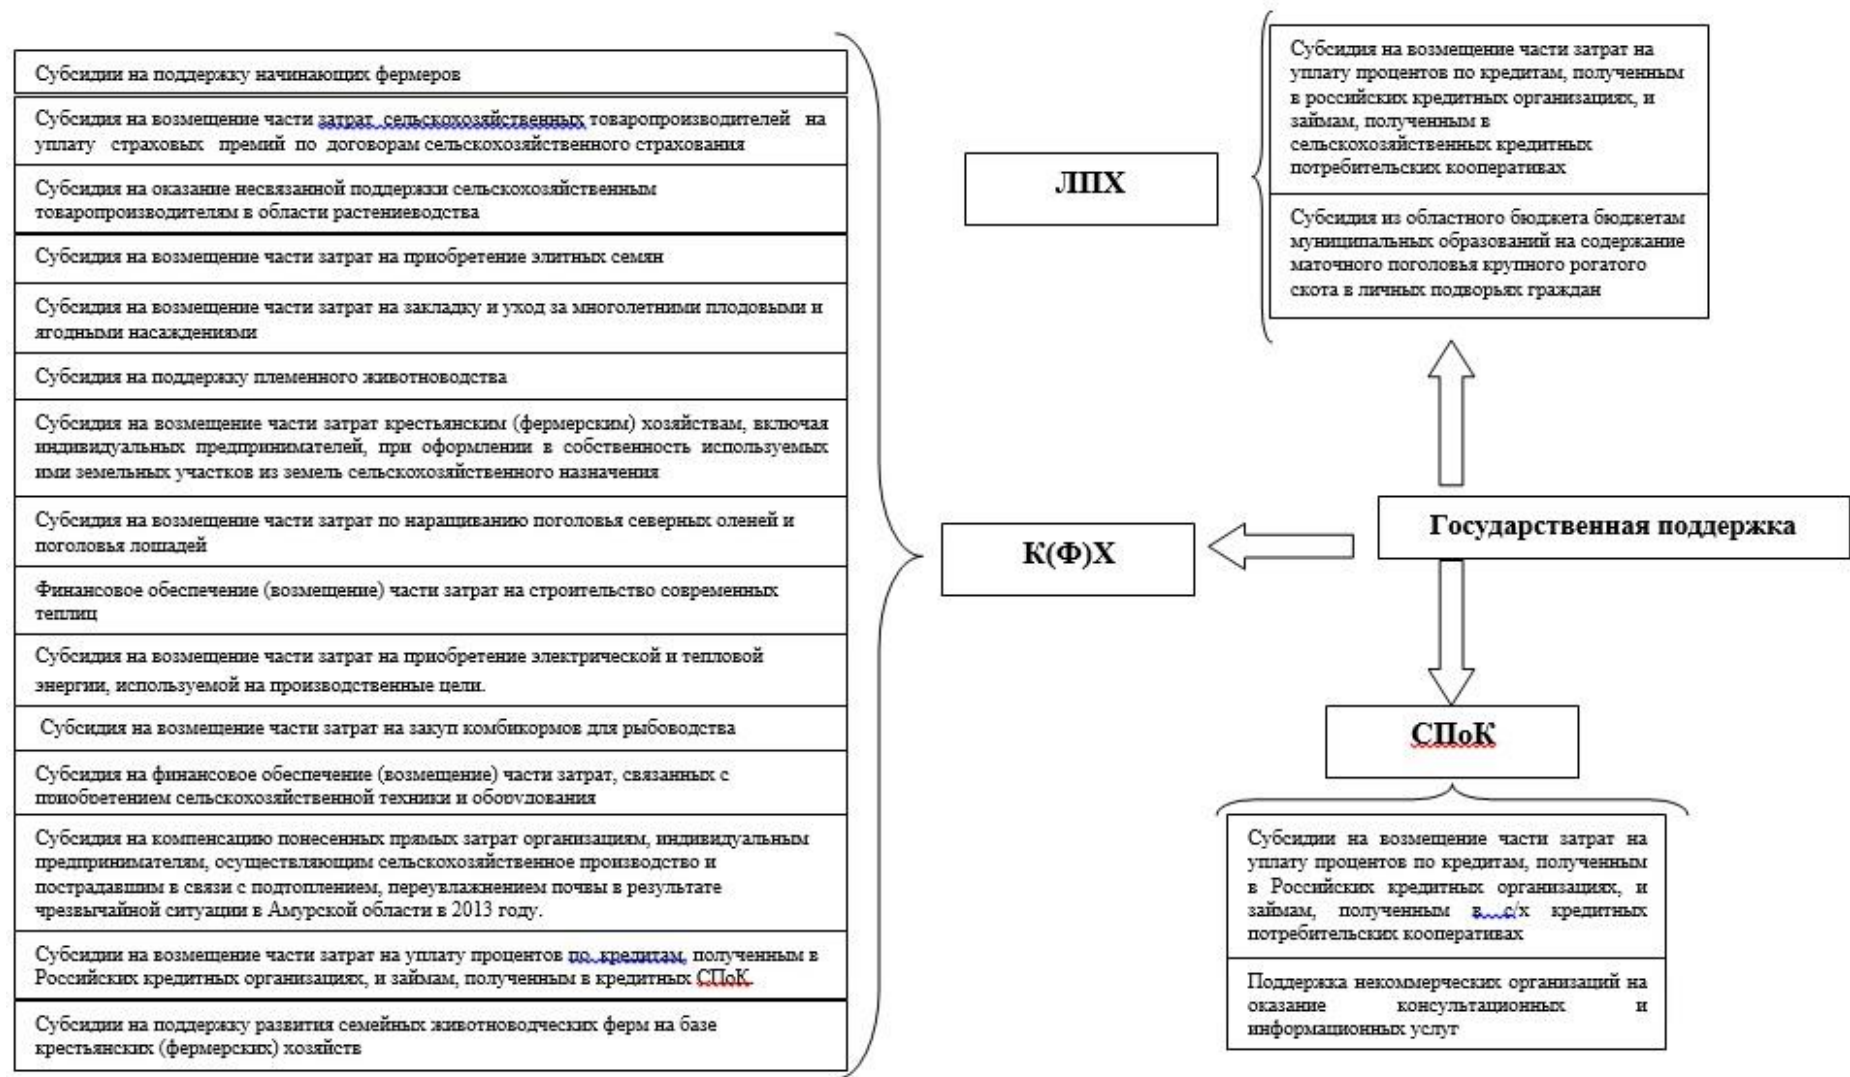 Субсидии на поддержку начинающих фермеров
Субсидия на возмещение части затрат сельскохозяйственных товаропроизводителей на
уплату страховых премий по договорам сельскохозяйственного страхования
Субсидия на оказание несвязанной поддержки сельскохозяйственным
товаропроизводителям в области растениеводства
Субсидия на возмещение части затрат на приобретение элитных семян
Субсидия на возмещение части затрат на закладку и уход за многолетними плодовыми и
ягодными насаждениями
Субсидия на поддержку племенного животноводства
Субсидия на возмещение части затрат крестьянским (фермерским) хозяйствам, включая
индивидуальных предпринимателей, при оформлении в собственность используемых
ими земельных участков из земель сельскохозяйственного назначения
Субсидия на возмещение части затрат по наращиванию поголовья северных оленей и
поголовья лошадей
Финансовое обеспечение (возмещение) части затрат на строительство современных
теплиц
Субсидия на возмещение части затрат на приобретение электрической и тепловой
энергии, используемой на производственные цели.
Субсидия на возмещение части затрат на закуп комбикормов для рыбоводства
Субсидия на финансовое обеспечение (возмещение) части затрат, связанных с
приобретением сельскохозяйственной техники и оборудования
Субсидия на компенсацию понесенных прямых затрат организациям, индивидуальным
предпринимателям, осуществляющим сельскохозяйственное производство и
пострадавшим в связи с подтоплением, переувлажнением почвы в результате
чрезвычайной ситуации в Амурской области в 2013 году.
Субсидии на возмещение части затрат на уплату процентов по кредитам, полученным в
Российских кредитных организациях, и займам, полученным в кредитных СПоК.
Субсидии на поддержку развития семейных животноводческих ферм на базе
крестьянских (фермерских) хозяйств
ЛПХ
Субсидия на возмещение части затрат на
уплату процентов по кредитам, полученным
в российских кредитных организациях, и
займам, полученным в
сельскохозяйственных кредитных
потребительских кооперативах
Субсидия из областного бюджета бюджетам
муниципальных образований на содержание
маточного поголовья крупного рогатого
скота в личных подворьях граждан
К(Ф)Х
Государственная поддержка
СПоК
Субсидии на возмещение части затрат на
уплату процентов по кредитам, полученным
в Российских кредитных организациях, и
займам, полученным в с/х кредитных
потребительских кооперативах
Поддержка некоммерческих организаций на
оказание консультационных и
информационных услуг